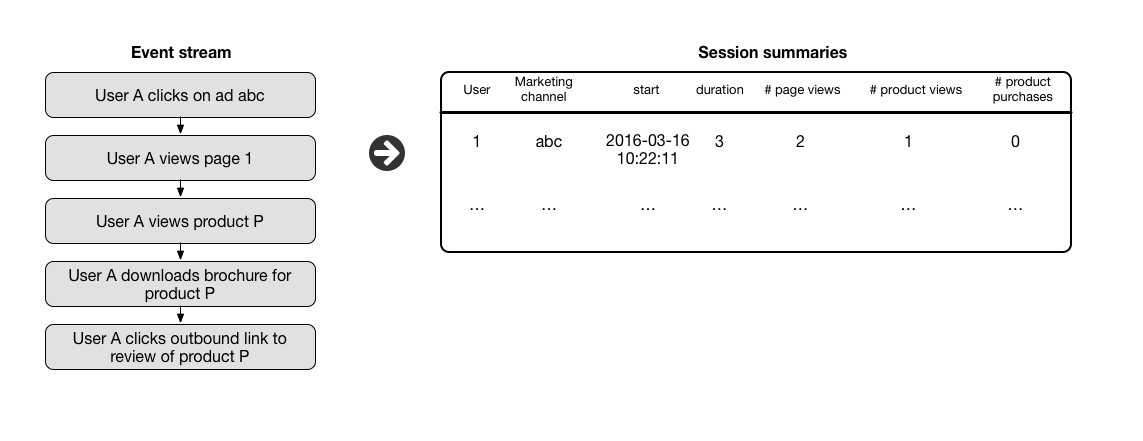 Event stream
User A clicks on ad abc
User A views page 1
User A views product P
User A downloads brochure for
product P
User A clicks outbound link to
review of product P
Session summaries
User Marketing channel start duration # page views # product views # product purchases
1 abc 2016-03-16 10:22:11 3 2 1 0
... ... ... ... ... ... ...